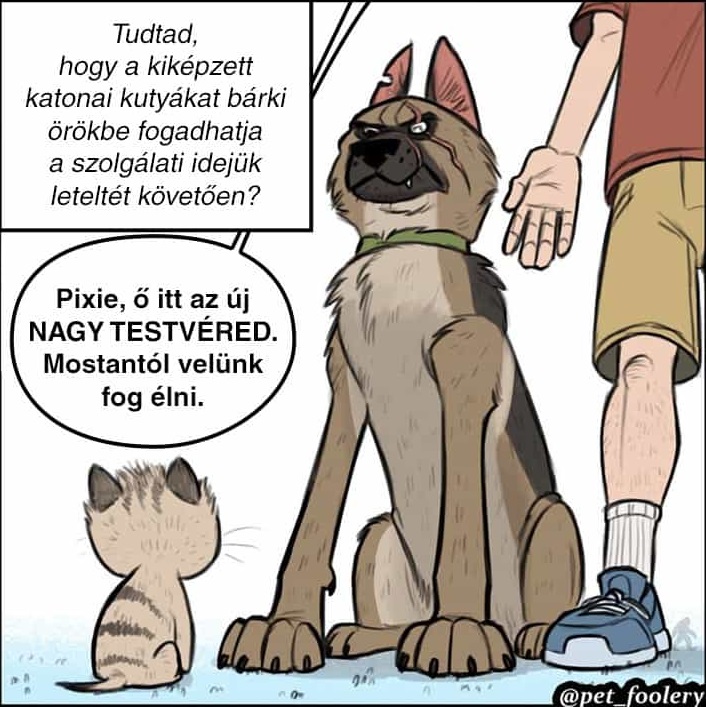 Tudtad,
hogy a kiképzett
katonai kutyákat bárki
örökbe fogadhatja
a szolgálati idejük
leteltét követően?
Pixie, ő itt az új
NAGY TESTVÉRED.
Mostantól velünk
fog élni.
@pet_foolery